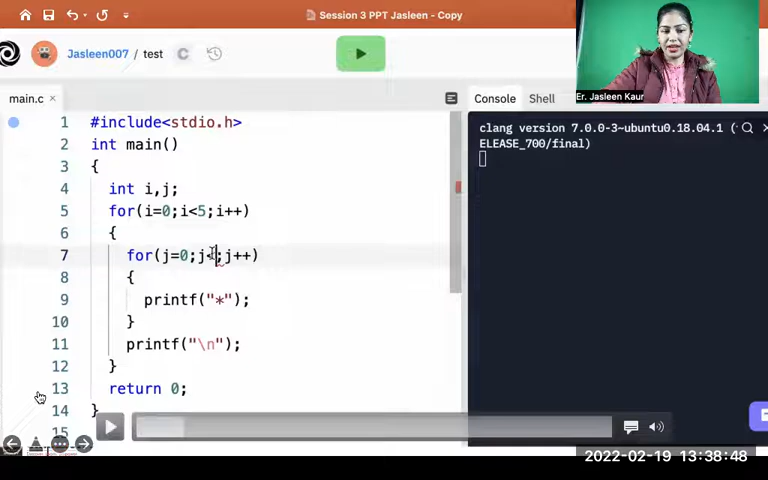 Session 3 PPT Jasleen - Copy
Jasleen007 / test C
main.c ×
Console Shell
Er. Jasleen Kaur
1 #include<stdio.h>
2 int main()
3 {
4 int i,j;
5 for(i=0;i<5;i++)
6 {
7 for(j=0;j<;j++)
8 {
9 printf("*");
10 }
11 printf("\n");
12 }
13 return 0;
14 }
15
clang version 7.0.0-3~ubuntu0.18.04.1 (
ELEASE_700/final)
2022-02-19 13:38:48